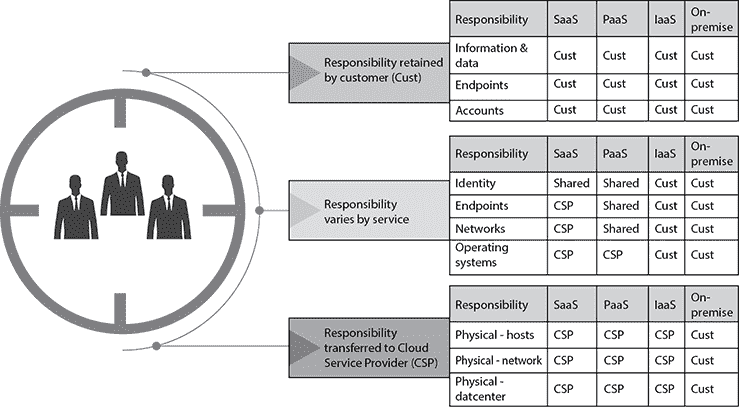 Responsibility retained
by customer (Cust)
Responsibility SaaS PaaS IaaS On-
premise
Information &
data Cust Cust Cust Cust
Endpoints Cust Cust Cust Cust
Accounts Cust Cust Cust Cust
Responsibility
varies by service
Responsibility SaaS PaaS IaaS On-
premise
Identity Shared Shared Cust Cust
Endpoints CSP Shared Cust Cust
Networks CSP Shared Cust Cust
Operating
systems CSP CSP Cust Cust
Responsibility
transferred to Cloud
Service Provider (CSP)
Responsibility SaaS PaaS IaaS On-
premise
Physical - hosts CSP CSP CSP Cust
Physical - network CSP CSP CSP Cust
Physical -
datcenter CSP CSP CSP Cust